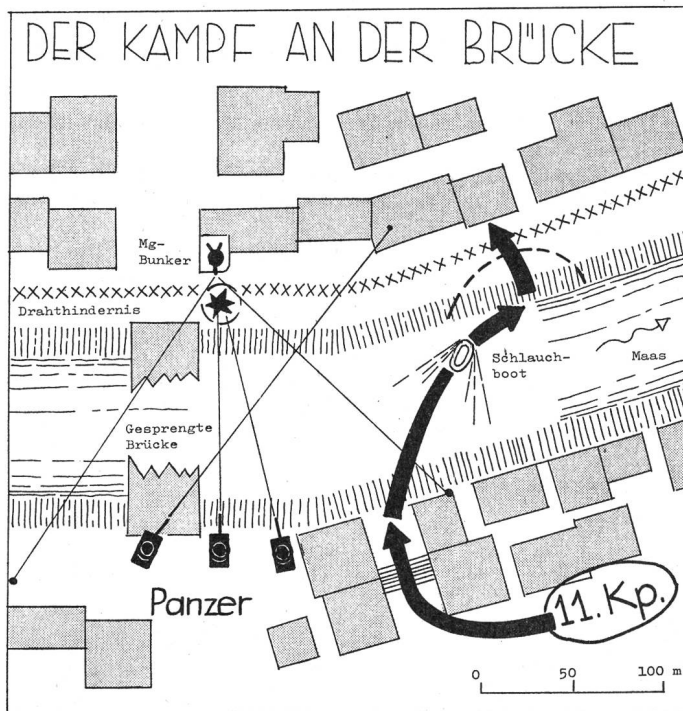 DER KAMPF AN DER BRÜCKE
Mg-
Bunker
Drahthindernis
Schlauch-
boot
Maas
Gesprengte
Brücke
Panzer
11. Kp.
0 50 100 m